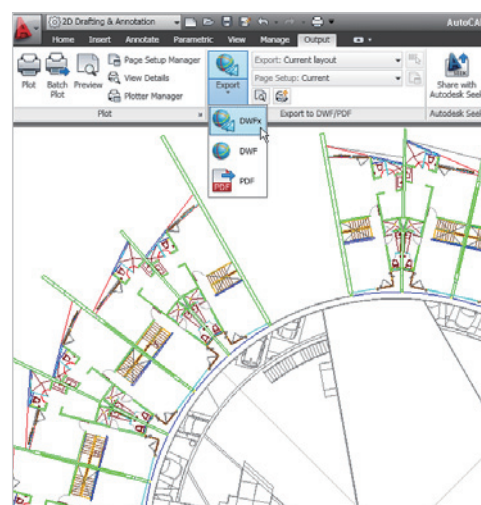 2D Drafting & Annotation
AutoCA
Home Insert Annotate Parametric View Manage Output
Plot
Batch Plot
Preview
Page Setup Manager
View Details
Plotter Manager
Export
Export: Current layout
Page Setup: Current
Share with
Autodesk Seek
Plot
Export to DWF/PDF
Autodesk Seek
DWFx
DWF
PDF
PDF